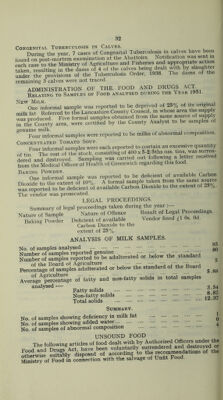 32
CONGENITAL TUBERCULOSIS IN CALVES.
During the year, 7 cases of Congenital Tuberculosis in calves have been
found on post-mortem examination at the Abattoirs. Notification was sent in
each case to the Ministry of Agriculture and Fisheries and appropriate action
taken, resulting in the dams of 4 of the calves being dealt with by slaughter
under the provisions of the Tuberculosis Order, 1938. The dams of the
remaining 3 calves were not traced.
ADMINISTRATION OF THE FOOD AND DRUGS ACT.
RELATING TO SAMPLES OF FOOD ANALYSED DURING THE YEAR 1951.
NEW MILK.
One informal sample was reported to be deprived of 23% of its original
milk fat. Referred to the Lancashire County Council, in whose area the supply
was produced. Five formal samples obtained from the same source of supply
by the County were certified by the County Analyst to be samples of
genuine milk.
Four informal samples were reported to be milks of abnormal composition.
CONCENTRATED TOMATO SOUP.
Four informal samples were each reported to contain an excessive quantity
of tin. The remaining stock, consisting of
dered and destroyed. Sampling was carried out following a letter received
from the Medical Officer of Health of Greenwich regarding this food.
BAKING POWDER.
One informal sample was reported to be deficient of available Carbon
Dioxide to the extent of 40%. A formal sample taken from the same source
was reported to be deficient of available Carbon Dioxide to the extent of 29%.
The vendor was prosecuted.
LEGAL PROCEEDINGS.
Summary of legal proceedings taken during the year :—
Nature of Sample Nature of Offence Result of Legal Proceedings.
Baking Powder Deficient of available Vendor fined £1 0s. 0d.
Carbon Dioxide to the
extent of 29%.
ANALYSIS OF MILK SAMPLES.
No. of samples analysed
Number of samples reported genuine
Number of samples reported to be adulterated or below the standard
of the Board of Agriculture
Percentage of samples adulterated or below the standard of the Board
of Agriculture
Average percentage of fatty and non-fatty solids in total samples
analysed :—
Fatty solids 3.54
Non-fatty solids
Total solids
SUMMARY.
No. of samples showing deficiency in milk fat
No. of samples showing added water
No. of samples of abnormal composition
UNSOUND FOOD
The following articles of food dealt with by Authorised Officers under the
Food and Drugs Act, have been voluntarily surrendered and destroyed or
otherwise suitably disposed of according to the recommendations of the
Ministry of Food in connection with the salvage of Unfit Food.